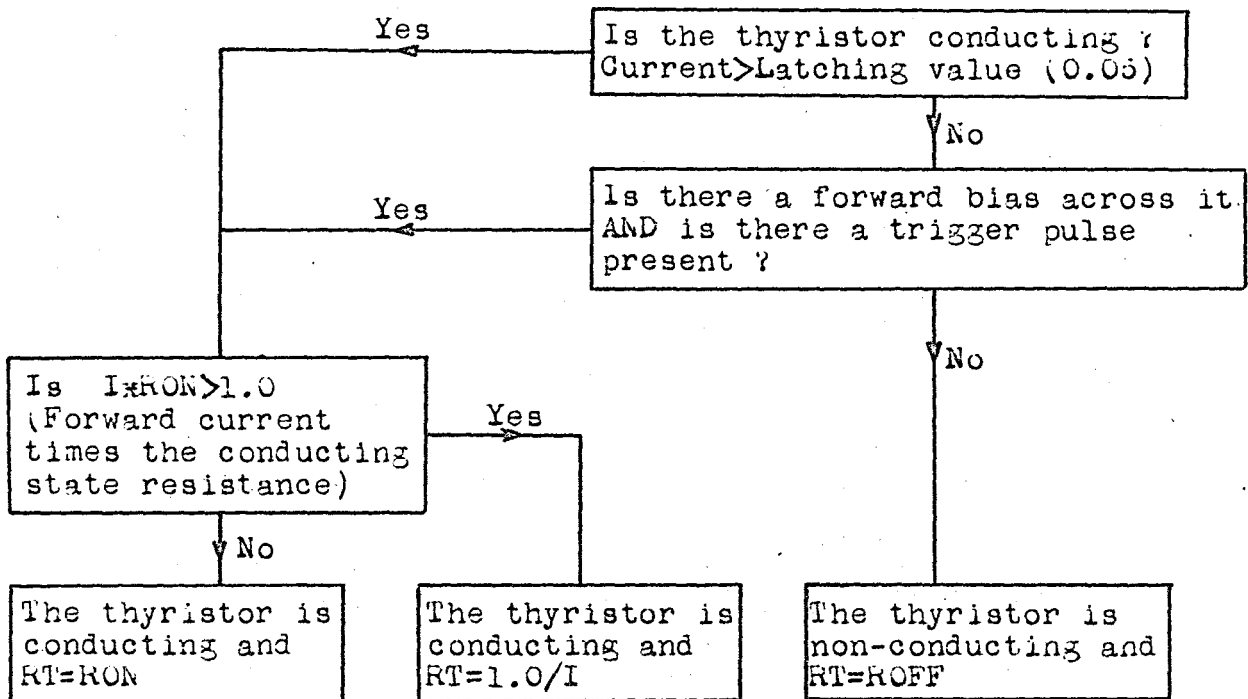 Yes
Is the thyristor conducting ?
Current>Latching value (0.05)
No
Is there a forward bias across it
AND is there a trigger pulse
present ?
Yes
No
Is I*RON>1.0
(Forward current
times the conducting
state resistance)
Yes
No
The thyristor is
conducting and
RT=RON
The thyristor is
conducting and
RT=1.0/I
The thyristor is
non-conducting and
RT=ROFF